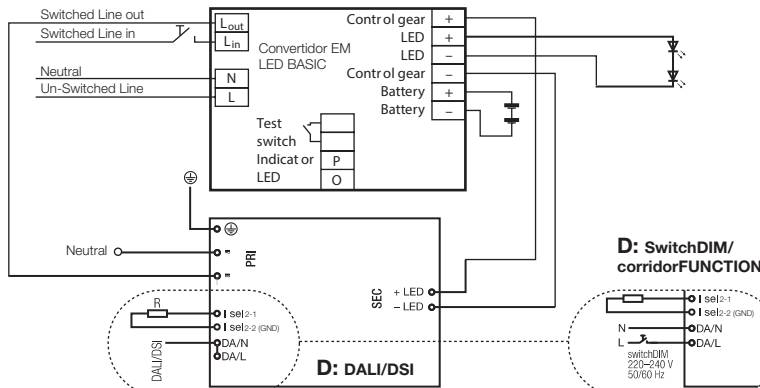 Switched Line out
Switched Line in
Neutral
Un-Switched Line
Lout
Lin
N
L
Convertidor EM
LED BASIC
Control gear +
LED +
LED −
Control gear −
Battery +
Battery −
Test
switch
Indicat or
LED
P
O
Neutral
PRI
SEC
+ LED
− LED
R
I sel2-1
I sel2-2 (GND)
DA/N
DA/L
DALI/DSI
D: DALI/DSI
D: SwitchDIM/
corridorFUNCTION
I sel2-1
I sel2-2 (GND)
N
DA/N
L
DA/L
switchDIM
220–240 V
50/60 Hz